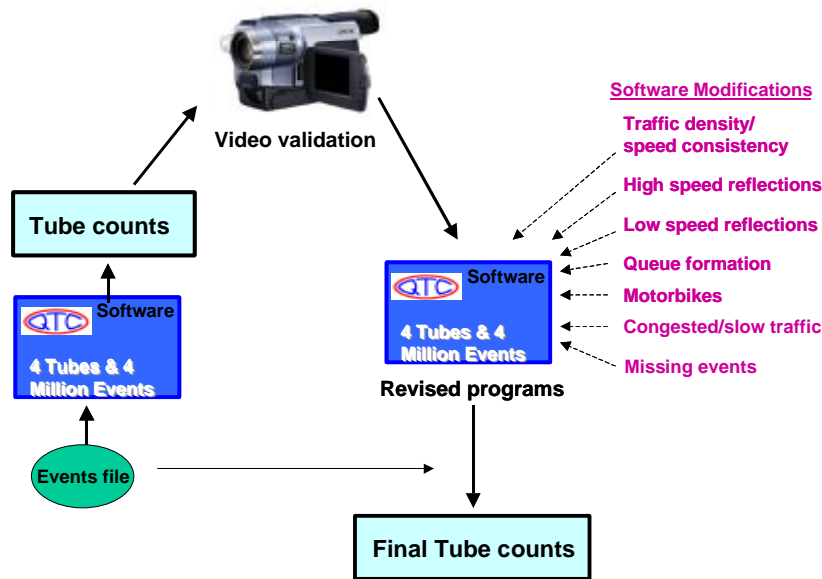 Video validation
Software Modifications
Traffic density/
speed consistency
High speed reflections
Low speed reflections
Queue formation
Motorbikes
Congested/slow traffic
Missing events
Tube counts
QTC
Software
4 Tubes & 4
Million Events
Events file
QTC
Software
4 Tubes & 4
Million Events
Revised programs
Final Tube counts